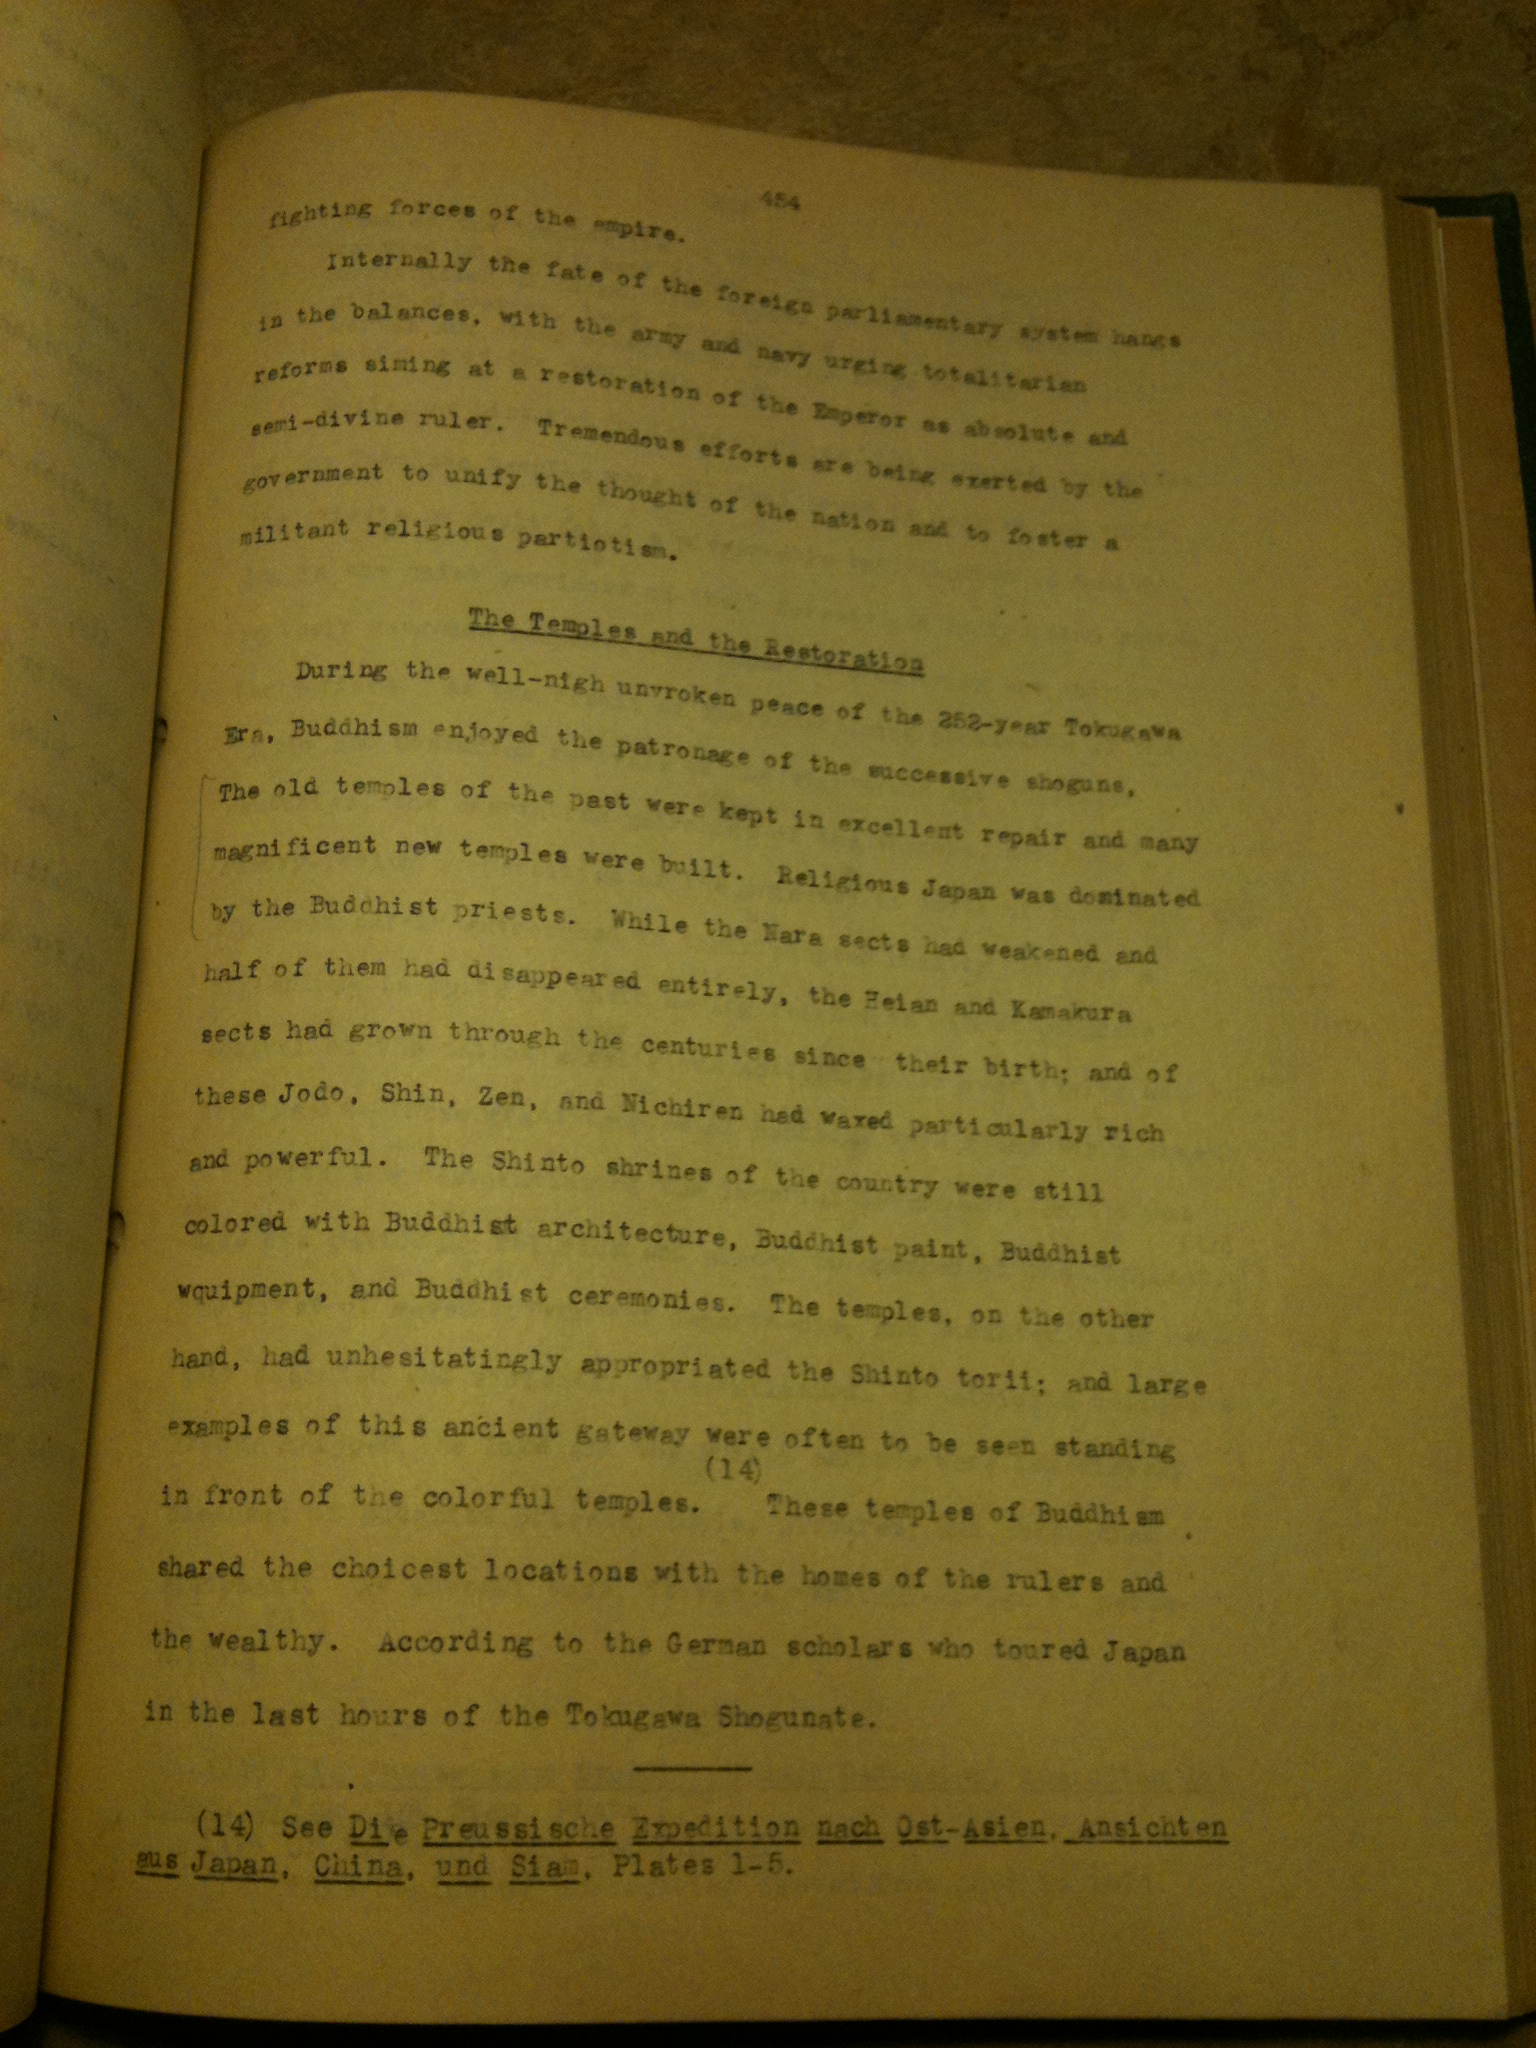 454
fighting forces of the empire.
Internally the fate of the foreign parliamentary system hangs
in the balances, with the army and navy urging totalitarian
reforms siming at a restoration of the Emperor as absolute and
semi-divine ruler. Tremendous efforts are being exerted by the
government to unify the thought of the nation and to foster a
militant religious partiotism.
The Temples and the Restoration
During the well-nigh unvroken peace of the 252-year Tokugawa
Era, Buddhism enjoyed the patronage of the successive shoguns,
The old temples of the past were kept in excellent repair and many
magnificent new temples were built. Religious Japan was dominated
by the Buddhist priests. While the Nara sects had weakened and
half of them had disappeared entirely, the Heian and Kamakura
sects had grown through the centuries since their birth; and of
these Jodo, Shin, Zen, and Nichiren had waxed particularly rich
and powerful. The Shinto shrines of the country were still
colored with Buddhist architecture, Buddhist paint, Buddhist
wquipment, and Buddhist ceremonies. The temples, on the other
hand, had unhesitatingly appropriated the Shinto torii; and large
examples of this ancient gateway were often to be seen standing
in front of the colorful temples. (14) These temples of Buddhism
shared the choicest locations with the homes of the rulers and
the wealthy. According to the German scholars who toured Japan
in the last hours of the Tokugawa Shogunate.
(14) See Die Preussische Expedition nach Ost-Asien, Ansichten
aus Japan, China, und Siam, Plates 1-5.